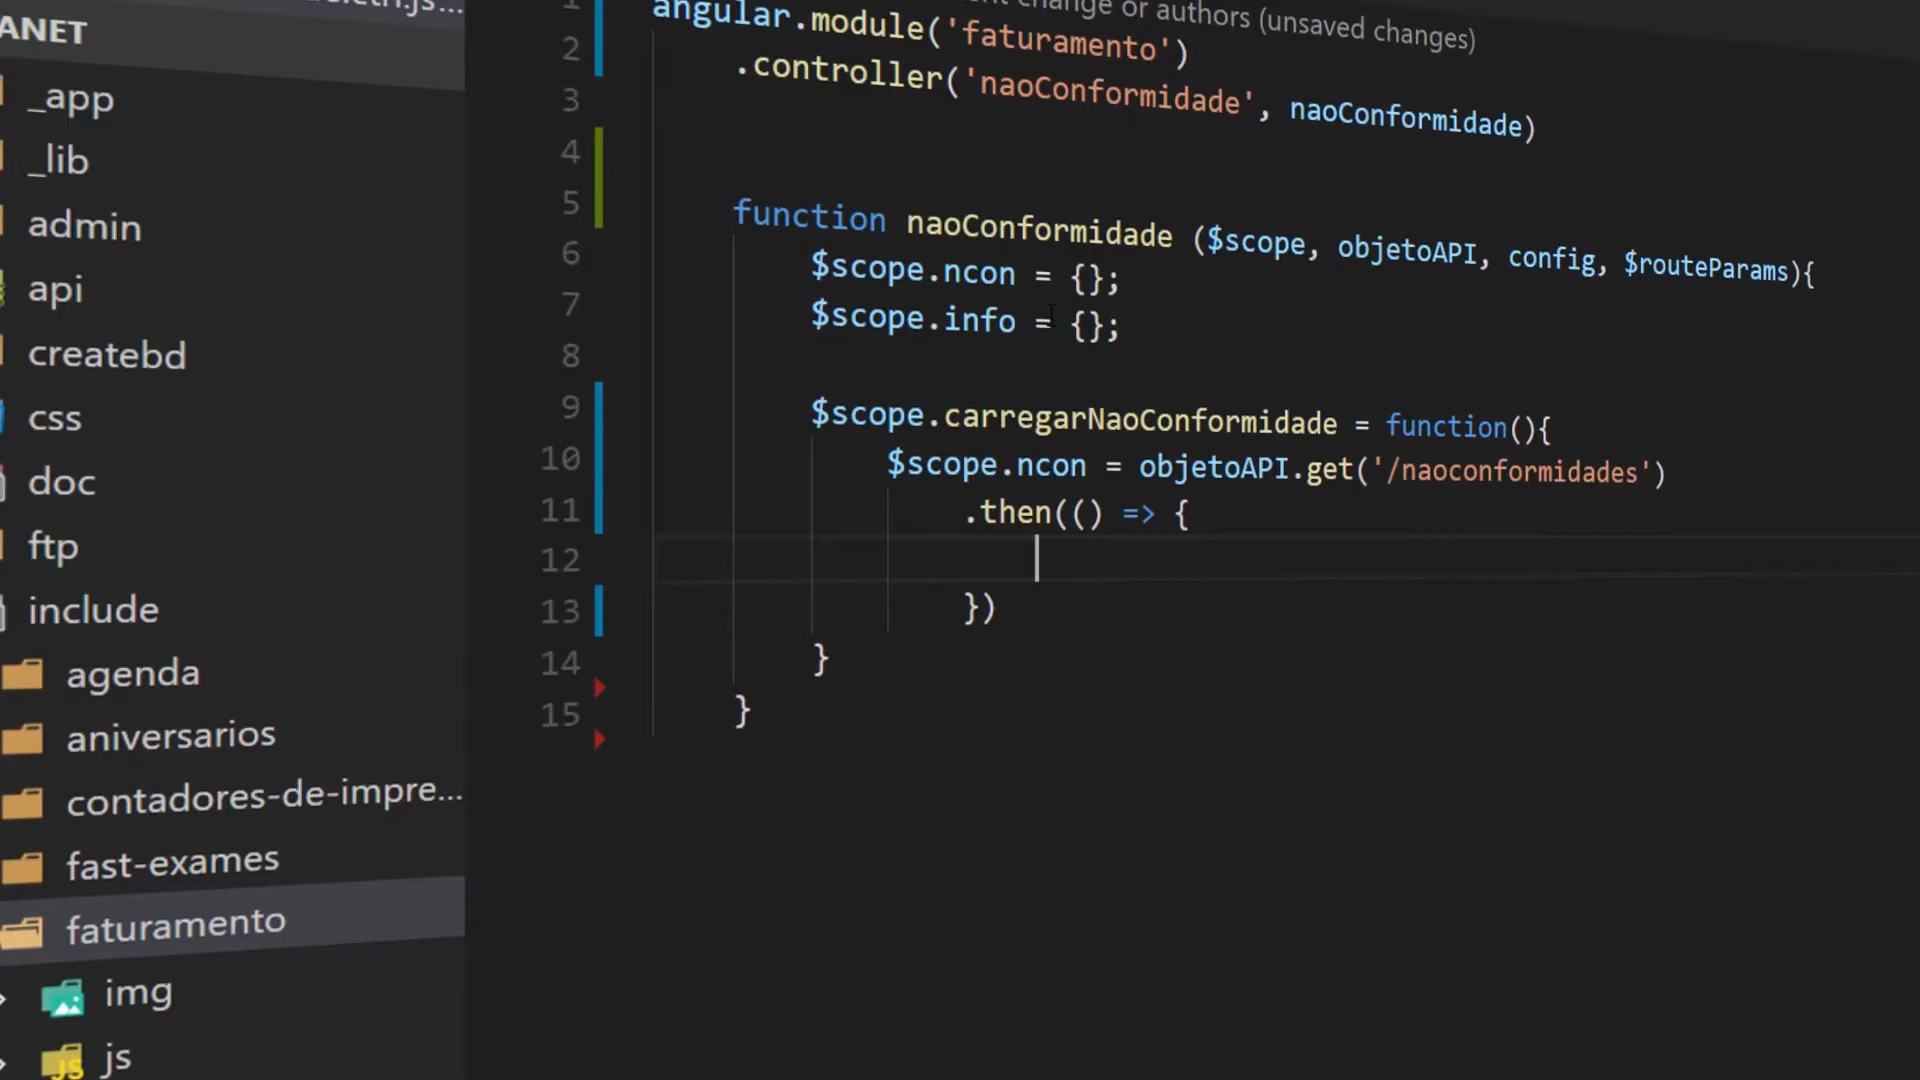 ANET
_app
_lib
admin
api
createbd
css
doc
ftp
include
agenda
aniversarios
contadores-de-impre...
fast-exames
faturamento
img
js
change or authors (unsaved changes)
1 angular.module('faturamento')
2 .controller('naoConformidade', naoConformidade)
3
4
5 function naoConformidade ($scope, objetoAPI, config, $routeParams){
6 $scope.ncon = {};
7 $scope.info = {};
8
9 $scope.carregarNaoConformidade = function(){
10 $scope.ncon = objetoAPI.get('/naoconformidades')
11 .then(() => {
12
13 })
14 }
15 }